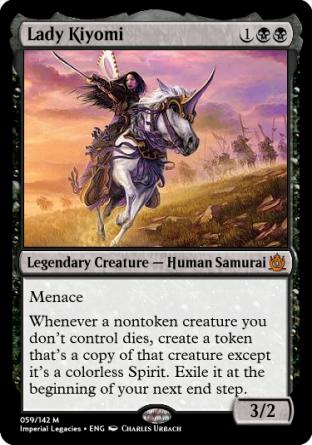 Lady Kiyomi 1
Legendary Creature — Human Samurai
Menace
Whenever a nontoken creature you
don't control dies, create a token
that's a copy of that creature except
it's a colorless Spirit. Exile it at the
beginning of your next end step.
3/2
059/142 M
Imperial Legacies • ENG Charles Urbach